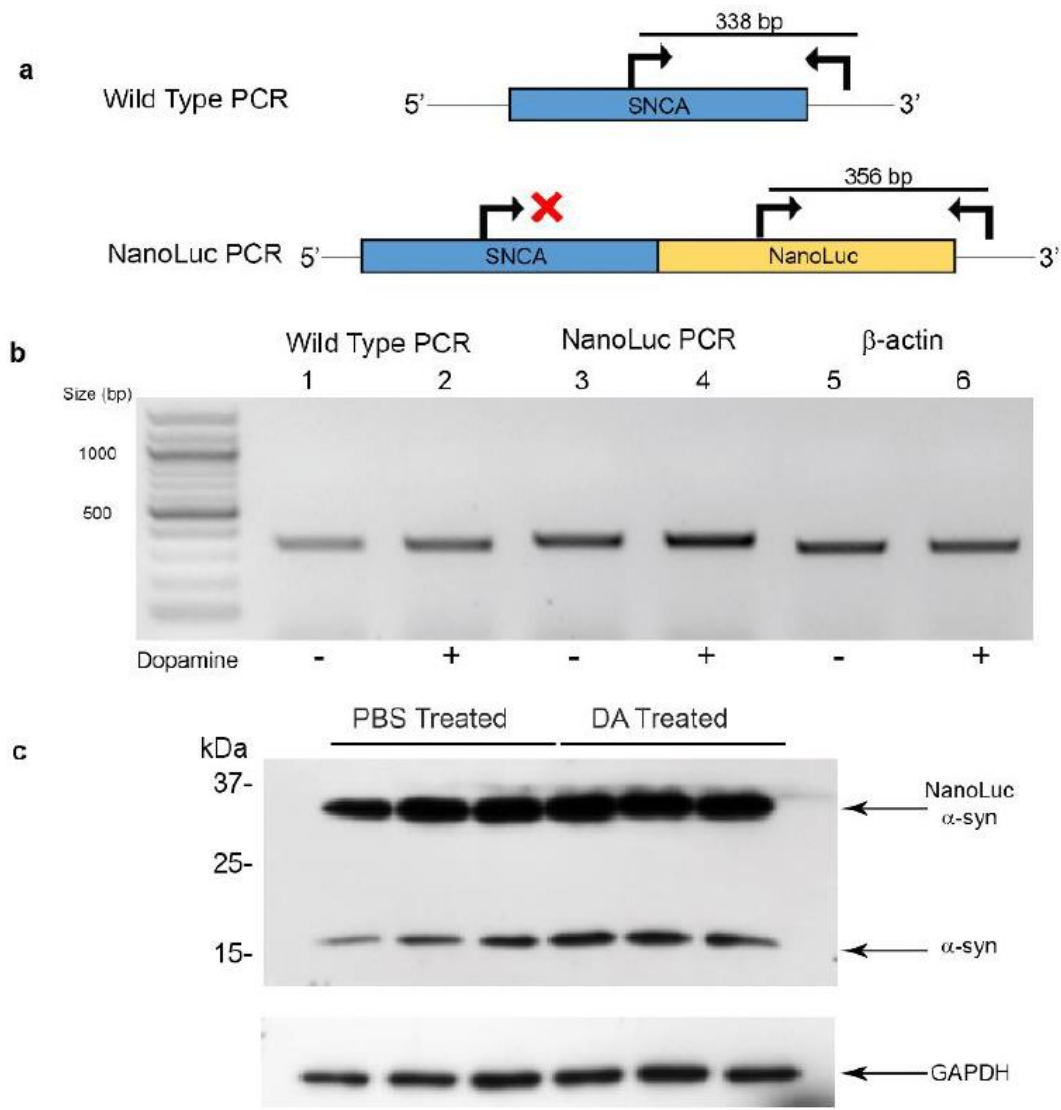 a
338 bp
Wild Type PCR
5’
SNCA
3’
356 bp
NanoLuc PCR
5’
SNCA
NanoLuc
3’
b
Wild Type PCR NanoLuc PCR β-actin
Size (bp) 1 2 3 4 5 6
1000
500
Dopamine - + - + - +
c
PBS Treated DA Treated
kDa
37-
NanoLuc
α-syn
25-
15-
α-syn
GAPDH